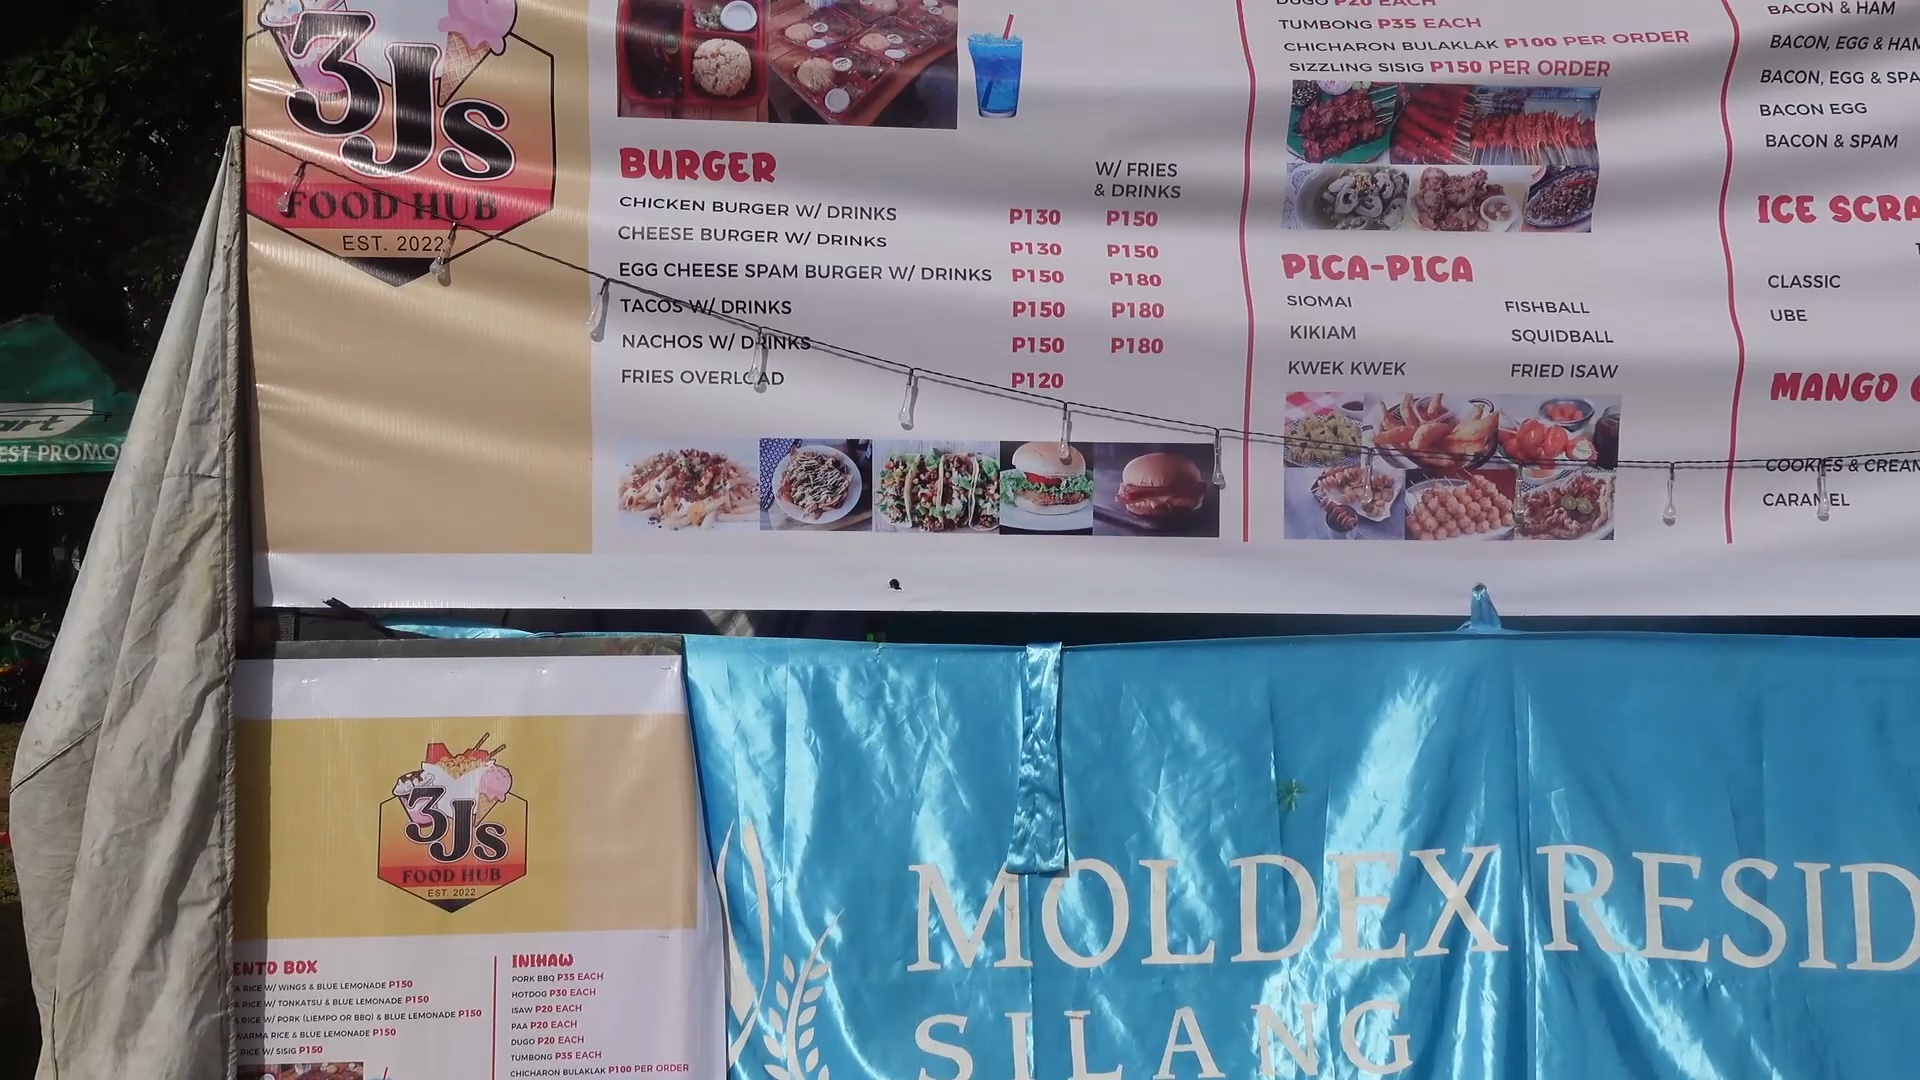 3Js
FOOD HUB
EST. 2022
BURGER
W/ FRIES
& DRINKS
CHICKEN BURGER W/ DRINKS P130 P150
CHEESE BURGER W/ DRINKS P130 P150
EGG CHEESE SPAM BURGER W/ DRINKS P150 P180
TACOS W/ DRINKS P150 P180
NACHOS W/ DRINKS P150 P180
FRIES OVERLOAD P120
DUGO P20 EACH
TUMBONG P35 EACH
CHICHARON BULAKLAK P100 PER ORDER
SIZZLING SISIG P150 PER ORDER
PICA-PICA
SIOMAI FISHBALL
KIKIAM SQUIDBALL
KWEK KWEK FRIED ISAW
BACON & HAM
BACON, EGG & HAM
BACON, EGG & SPA
BACON EGG
BACON & SPAM
ICE SCRA
CLASSIC
UBE
MANGO
COOKIES & CREAM
CARAMEL
art
EST PROMO
3Js
FOOD HUB
EST. 2022
ENTO BOX
RICE W/ WINGS & BLUE LEMONADE P150
RICE W/ TONKATSU & BLUE LEMONADE P150
RICE W/ PORK (LIEMPO OR BBQ) & BLUE LEMONADE P150
WARMA RICE & BLUE LEMONADE P150
RICE W/ SISIG P150
INIHAW
PORK BBQ P35 EACH
HOTDOG P30 EACH
ISAW P20 EACH
PAA P20 EACH
DUGO P20 EACH
TUMBONG P35 EACH
CHICHARON BULAKLAK P100 PER ORDER
MOLDEX RESID
SILANG